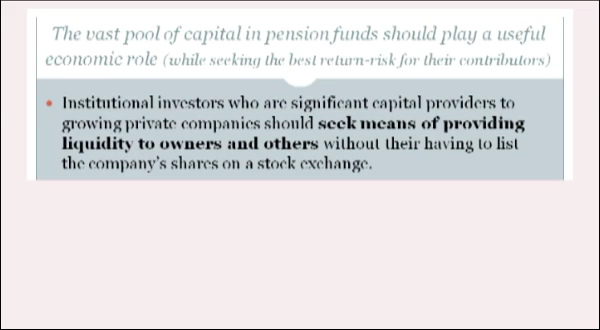 The vast pool of capital in pension funds should play a useful
economic role (while seeking the best return-risk for their contributors)
• Institutional investors who are significant capital providers to
growing private companies should seek means of providing
liquidity to owners and others without their having to list
the company's shares on a stock exchange.